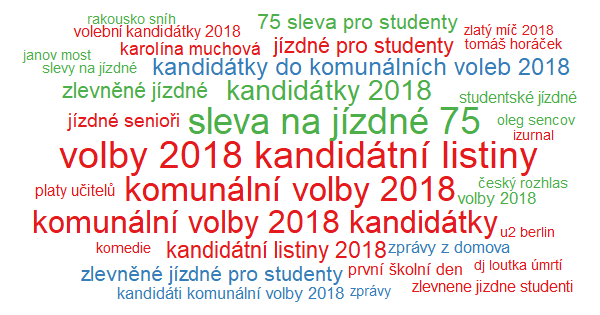 rakousko sníh
75 sleva pro studenty
volební kandidátky 2018
zlatý míč 2018
karolína muchová
jízdné pro studenty
tomáš horáček
janov most
slevy na jízdné
kandidátky do komunálních voleb 2018
zlevněné jízdné
kandidátky 2018
studentské jízdné
jízdné senioři
sleva na jízdné 75
oleg sencov
izurnal
volby 2018 kandidátní listiny
platy učitelů
komunální volby 2018
český rozhlas
volby 2018
komunální volby 2018 kandidátky
u2 berlin
komedie
kandidátní listiny 2018
zprávy z domova
zlevněné jízdné pro studenty
první školní den
dj loutka úmrtí
kandidáti komunální volby 2018
zprávy
zlevnene jizdne studenti